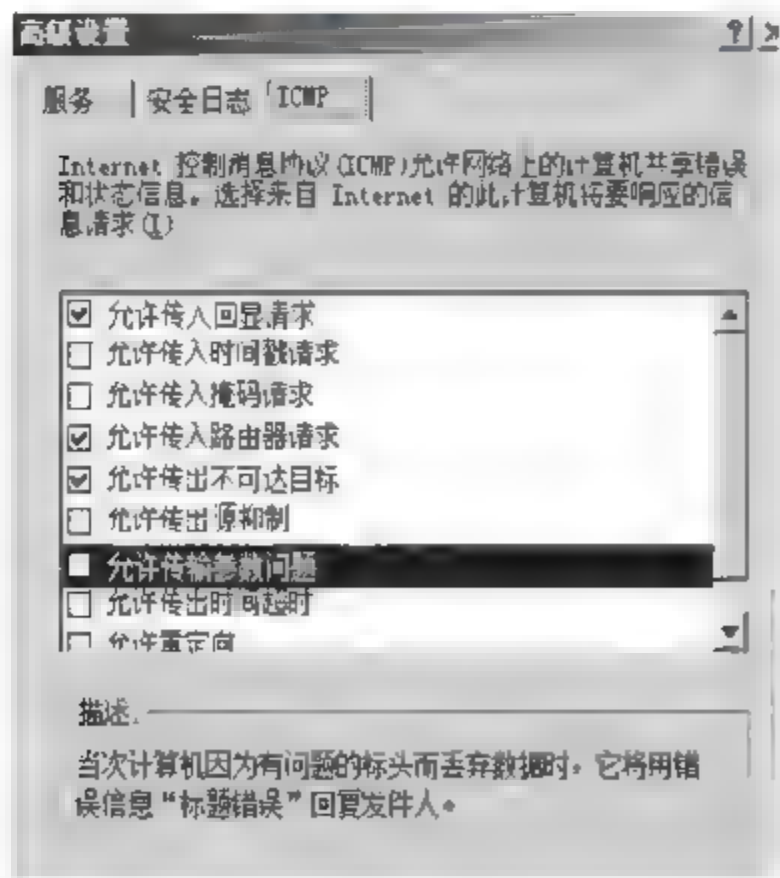 高级设置
服务 安全日志 ICMP
Internet 控制消息协议(ICMP)允许网络上的计算机共享错误
和状态信息。选择来自 Internet 的此计算机将要响应的信
息请求(I)
允许传入回显请求
允许传入时间戳请求
允许传入掩码请求
允许传入路由器请求
允许传出不可达目标
允许传出源抑制
允许传输参数问题
允许传出时间超时
允许重定向
描述
当次计算机因为有问题的标头而丢弃数据时，它将用错
误信息“标题错误”回复发件人。